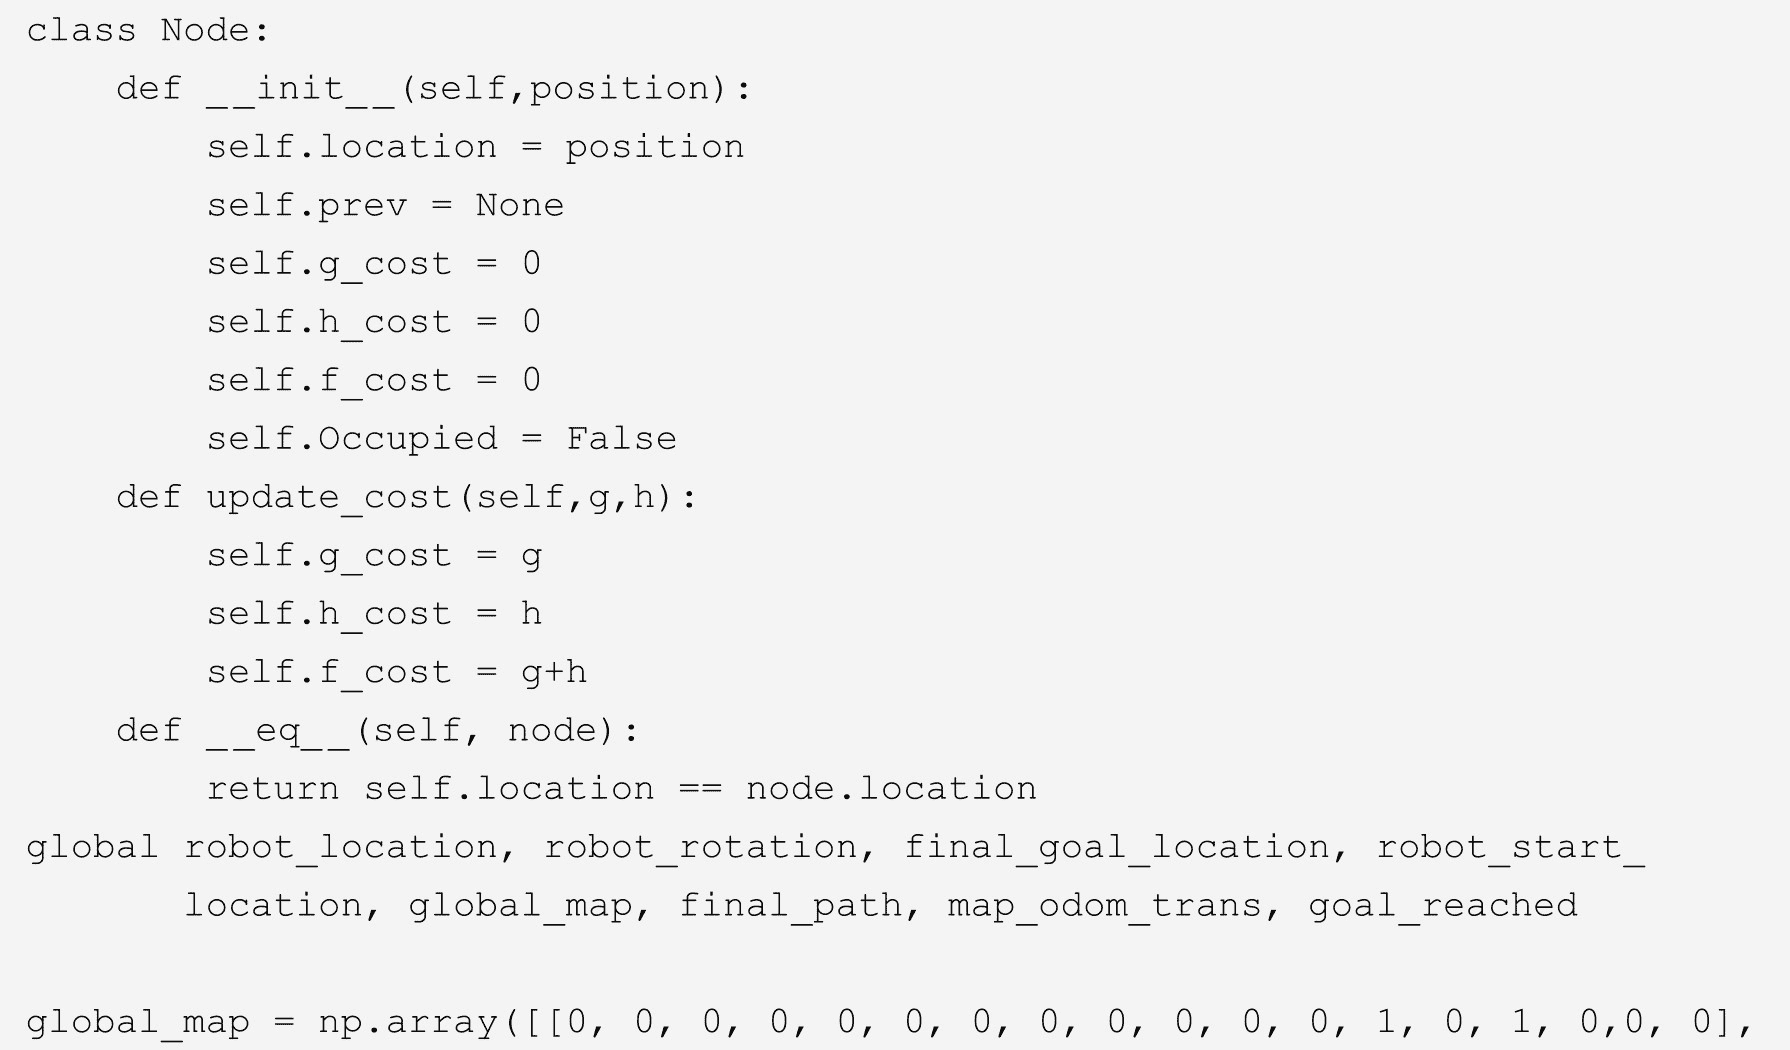 class Node:
    def __init__(self,position):
        self.location = position
        self.prev = None
        self.g_cost = 0
        self.h_cost = 0
        self.f_cost = 0
        self.Occupied = False
    def update_cost(self,g,h):
        self.g_cost = g
        self.h_cost = h
        self.f_cost = g+h
    def __eq__(self, node):
        return self.location == node.location
global robot_location, robot_rotation, final_goal_location, robot_start_
       location, global_map, final_path, map_odom_trans, goal_reached

global_map = np.array([[0, 0, 0, 0, 0, 0, 0, 0, 0, 0, 0, 0, 1, 0, 1, 0,0, 0],